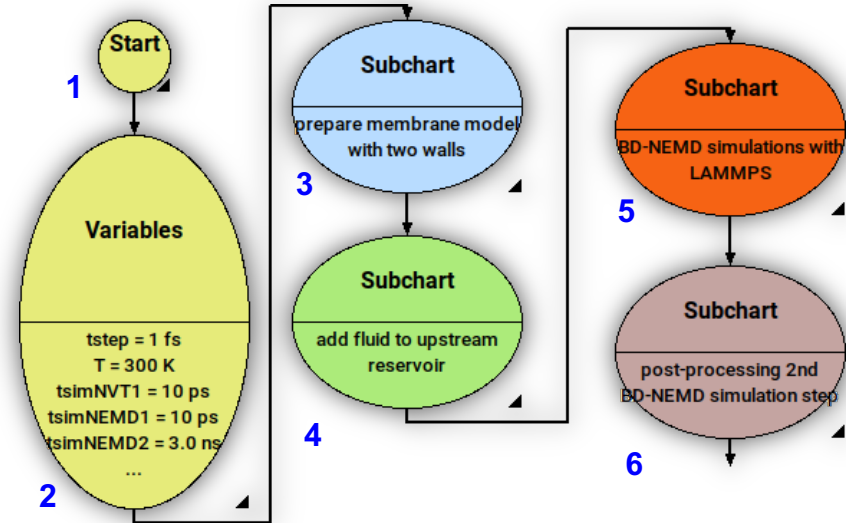 Start
1
Variables
tstep = 1 fs
T = 300 K
tsimNVT1 = 10 ps
tsimNEMD1 = 10 ps
tsimNEMD2 = 3.0 ns
...
2
Subchart
prepare membrane model
with two walls
3
Subchart
add fluid to upstream
reservoir
4
Subchart
BD-NEMD simulations with
LAMMPS
5
Subchart
post-processing 2nd
BD-NEMD simulation step
6